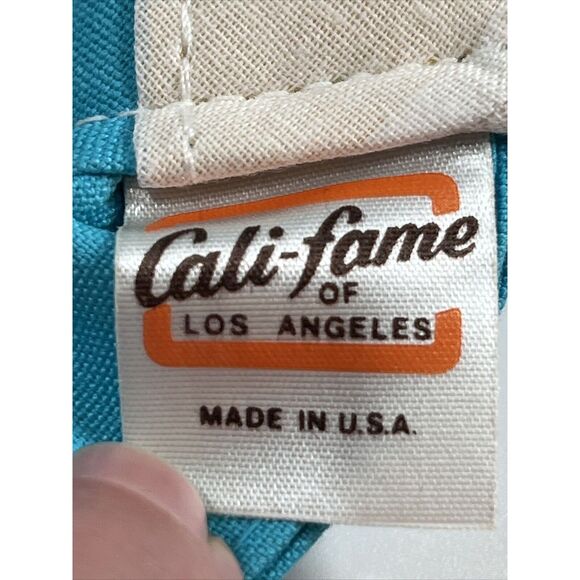 Cali-fame
OF
LOS ANGELES
MADE IN U.S.A.